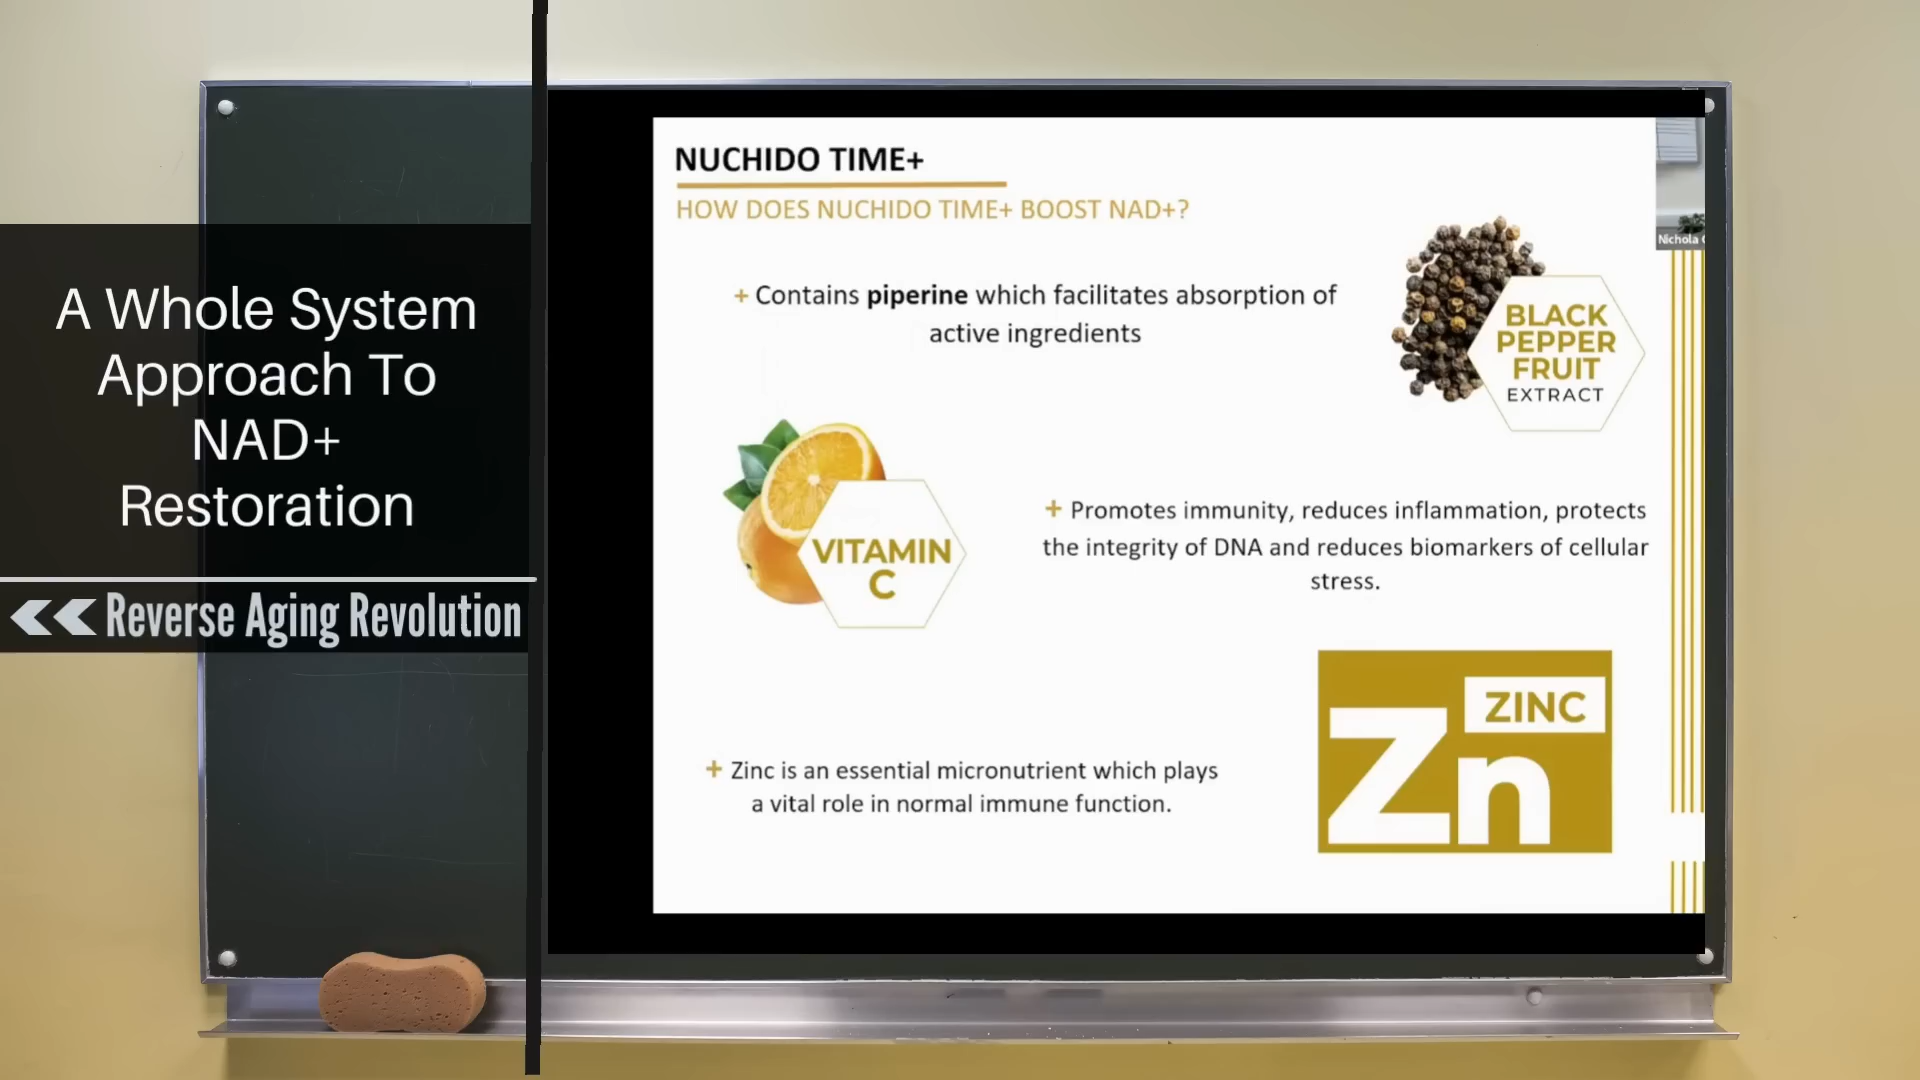 A Whole System
Approach To
NAD+
Restoration
Reverse Aging Revolution
NUCHIDO TIME+
HOW DOES NUCHIDO TIME+ BOOST NAD+?
+ Contains piperine which facilitates absorption of
active ingredients
BLACK
PEPPER
FRUIT
EXTRACT
VITAMIN
C
+ Promotes immunity, reduces inflammation, protects
the integrity of DNA and reduces biomarkers of cellular
stress.
ZINC
Zn
+ Zinc is an essential micronutrient which plays
a vital role in normal immune function.
Nichola